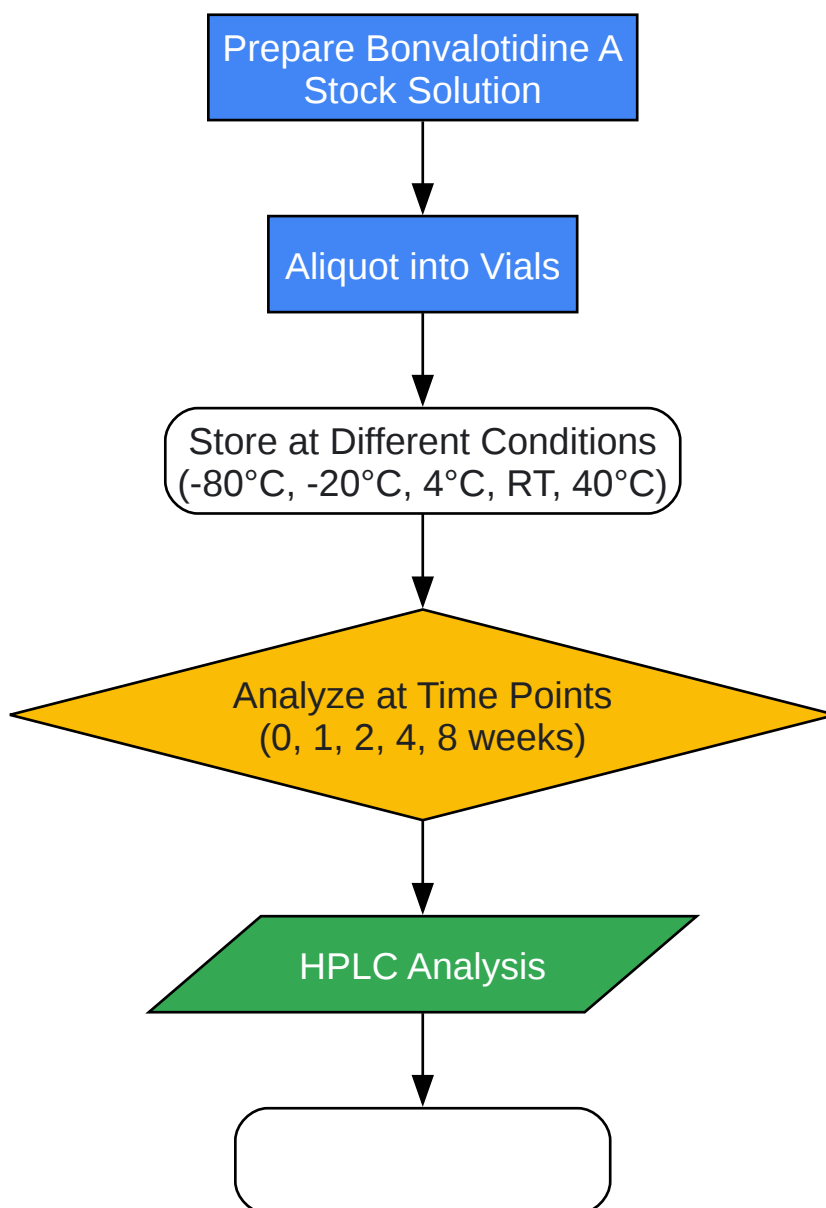 Prepare Bonvalotidine A
Stock Solution
Aliquot into Vials
Store at Different Conditions
(-80°C, -20°C, 4°C, RT, 40°C)
Analyze at Time Points
(0, 1, 2, 4, 8 weeks)
HPLC Analysis